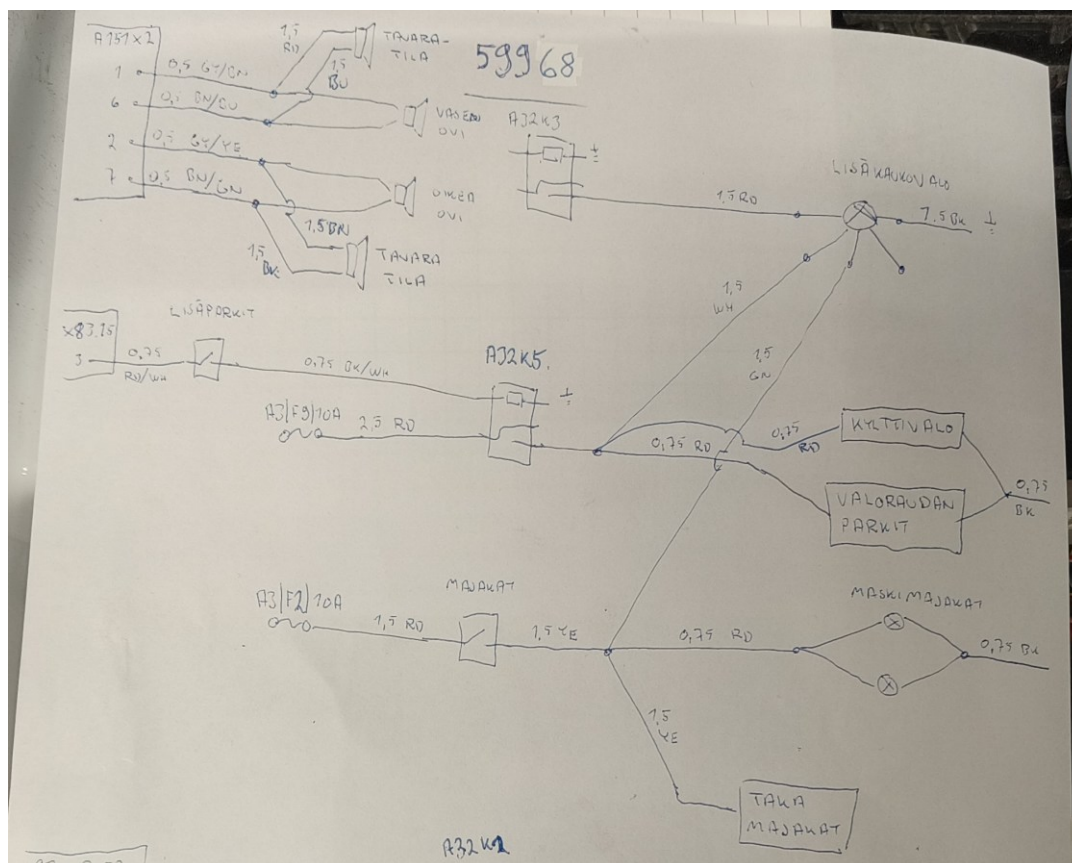 A151x2
1
0,5 GY/BN
6
0,5 BN/BU
2
0,5 GY/YE
7
0,5 BN/GN
1,5
RD
1,5
BU
TAVARA-
TILA
VASEN
OVI
OIKEA
OVI
1,5 BN
1,5
BK
TAVARA
TILA
59968
A32K3
1,5 RD
LISÄKAUKOVALO
1,5 BK
1,5
WH
1,5
GN
X83.15
3
0,75
RD/WH
LISÄPARKIT
0,75 BK/WH
A32K5.
A3/F9/10A
2,5 RD
0,75 RD
0,75
RD
KYLTTIVALO
VALORAUDAN
PARKIT
0,75
BK
A3/F2/10A
1,5 RD
MAJAKAT
1,5 YE
0,75 RD
MASKIMAJAKAT
0,75 BK
1,5
YE
TAKA
MAJAKAT